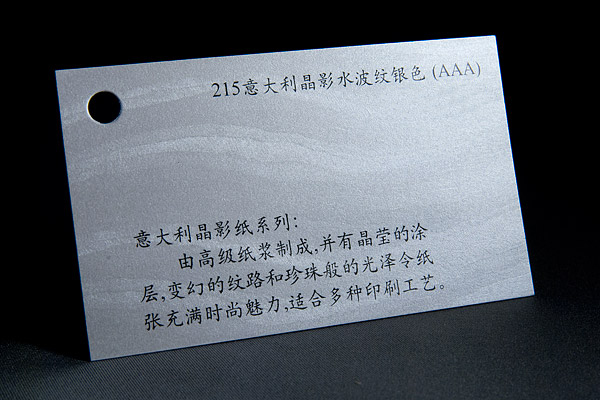 215意大利晶影水波纹银色 (AAA)
意大利晶影纸系列:
由高级纸浆制成,并有晶莹的涂
层,变幻的纹路和珍珠般的光泽令纸
张充满时尚魅力,适合多种印刷工艺。